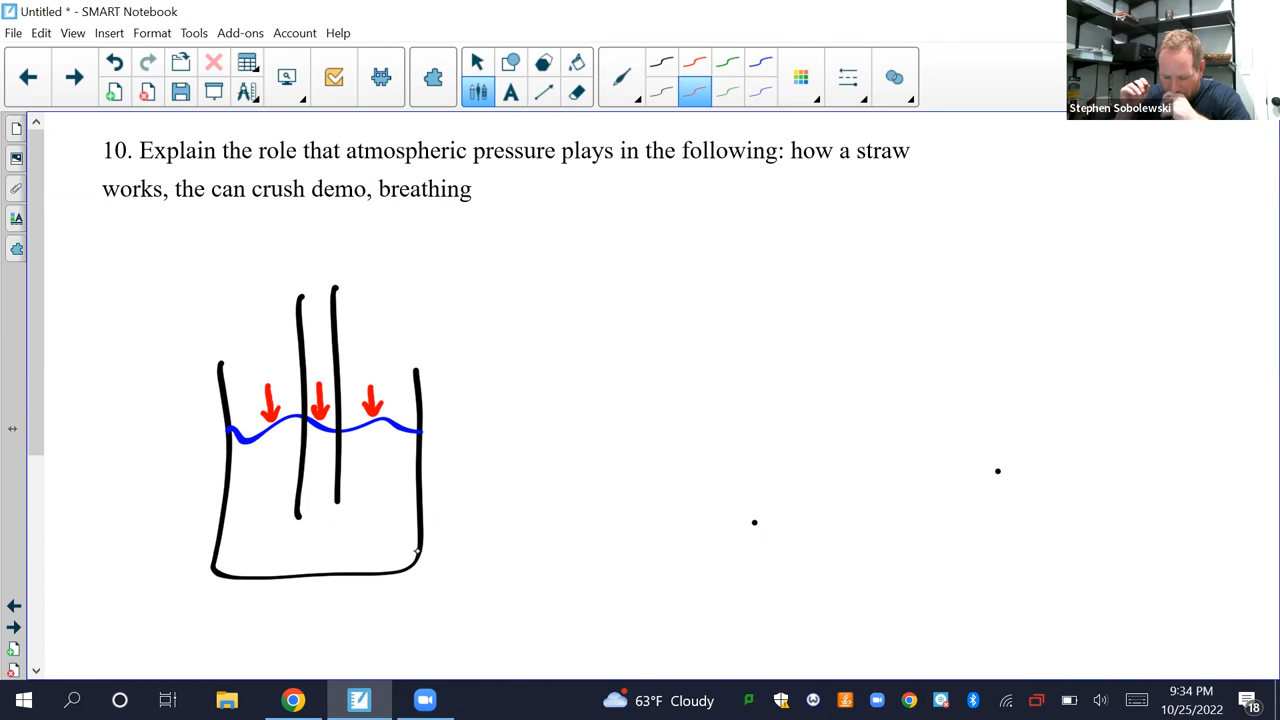 Untitled * - SMART Notebook
File Edit View Insert Format Tools Add-ons Account Help
Stephen Sobolewski
10. Explain the role that atmospheric pressure plays in the following: how a straw
works, the can crush demo, breathing
63°F Cloudy
9:34 PM
10/25/2022
18